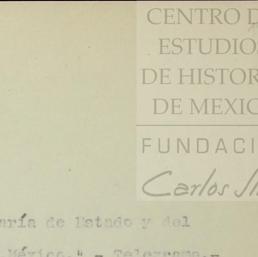 CENTRO D
ESTUDIO
DE HISTOR
DE MEXIC
FUNDACI
Carlos Sl
aría de Estado y del
México." - Telegrama.-